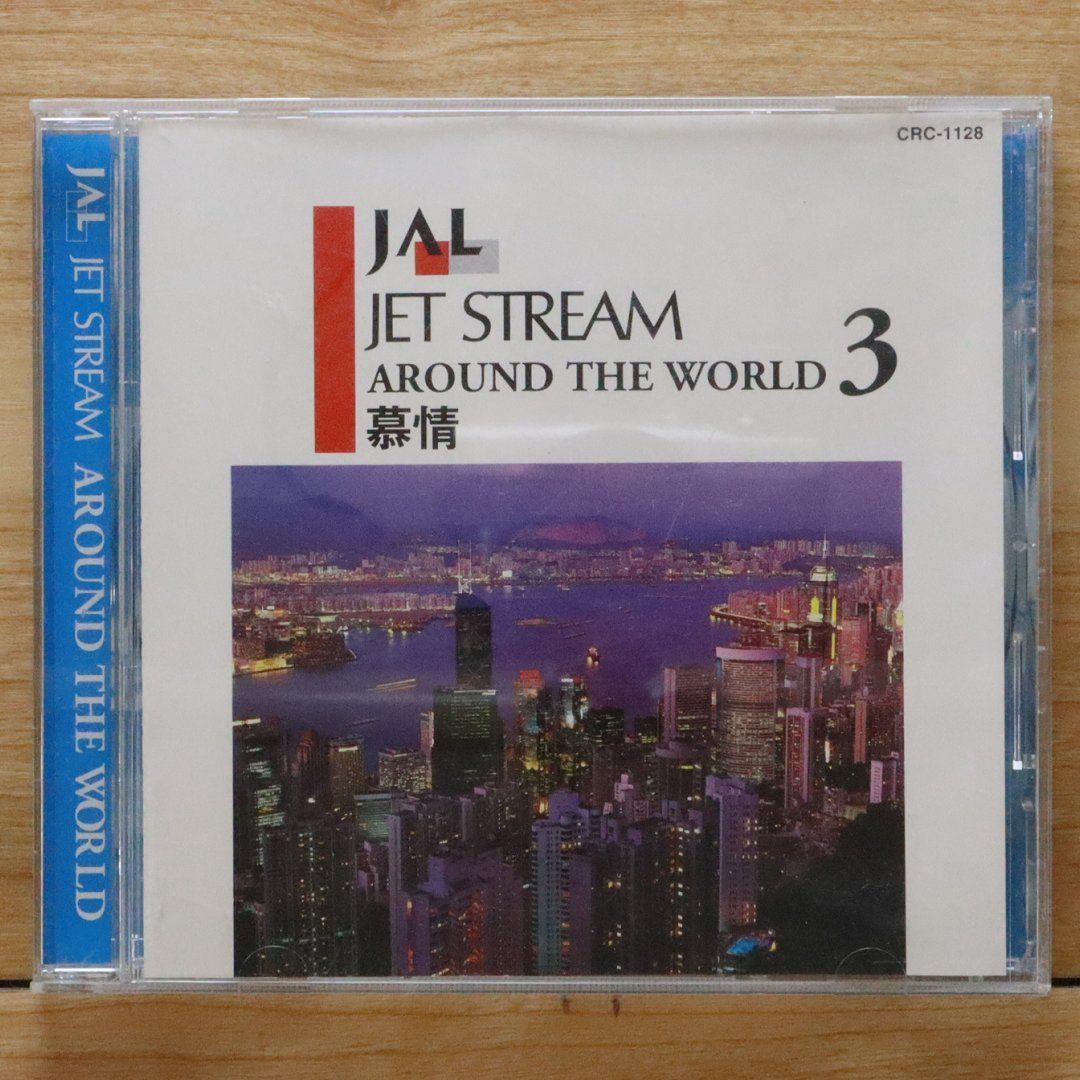 CRC-1128
JAL
JET STREAM
AROUND THE WORLD 3
慕情
JAL JET STREAM AROUND THE WORLD